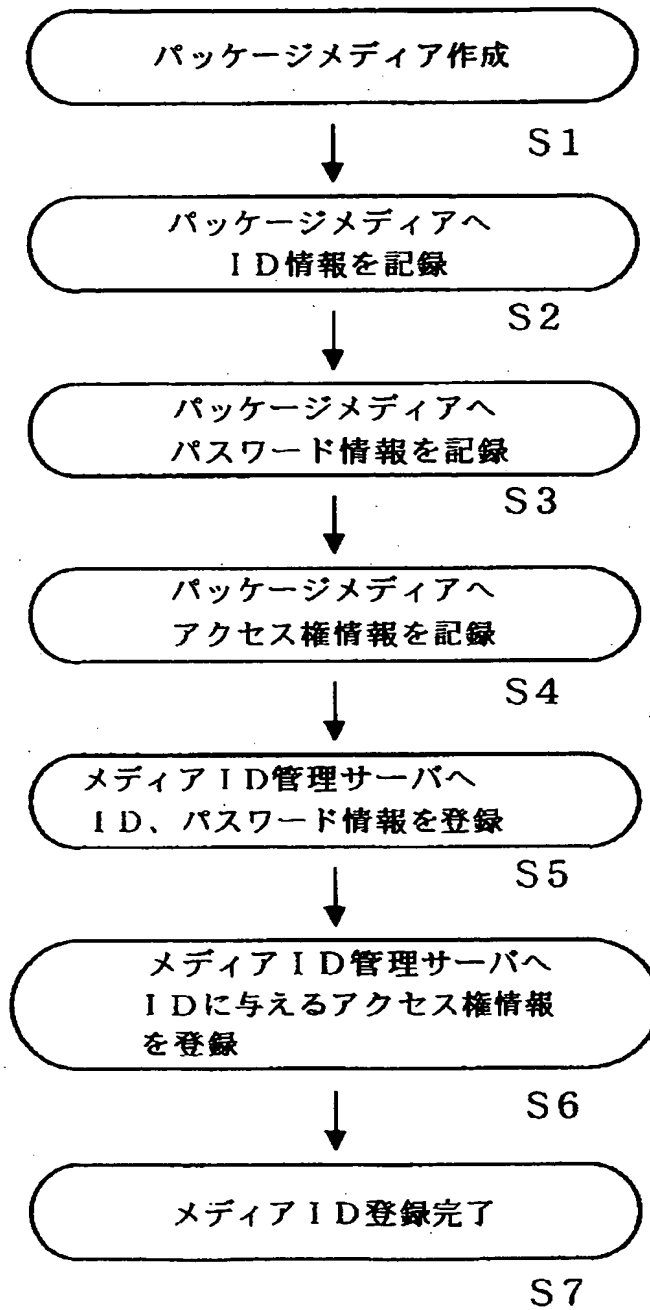 パッケージメディア作成
S1
パッケージメディアへ
ID情報を記録
S2
パッケージメディアへ
パスワード情報を記録
S3
パッケージメディアへ
アクセス権情報を記録
S4
メディアID管理サーバへ
ID、パスワード情報を登録
S5
メディアID管理サーバへ
IDに与えるアクセス権情報
を登録
S6
メディアID登録完了
S7